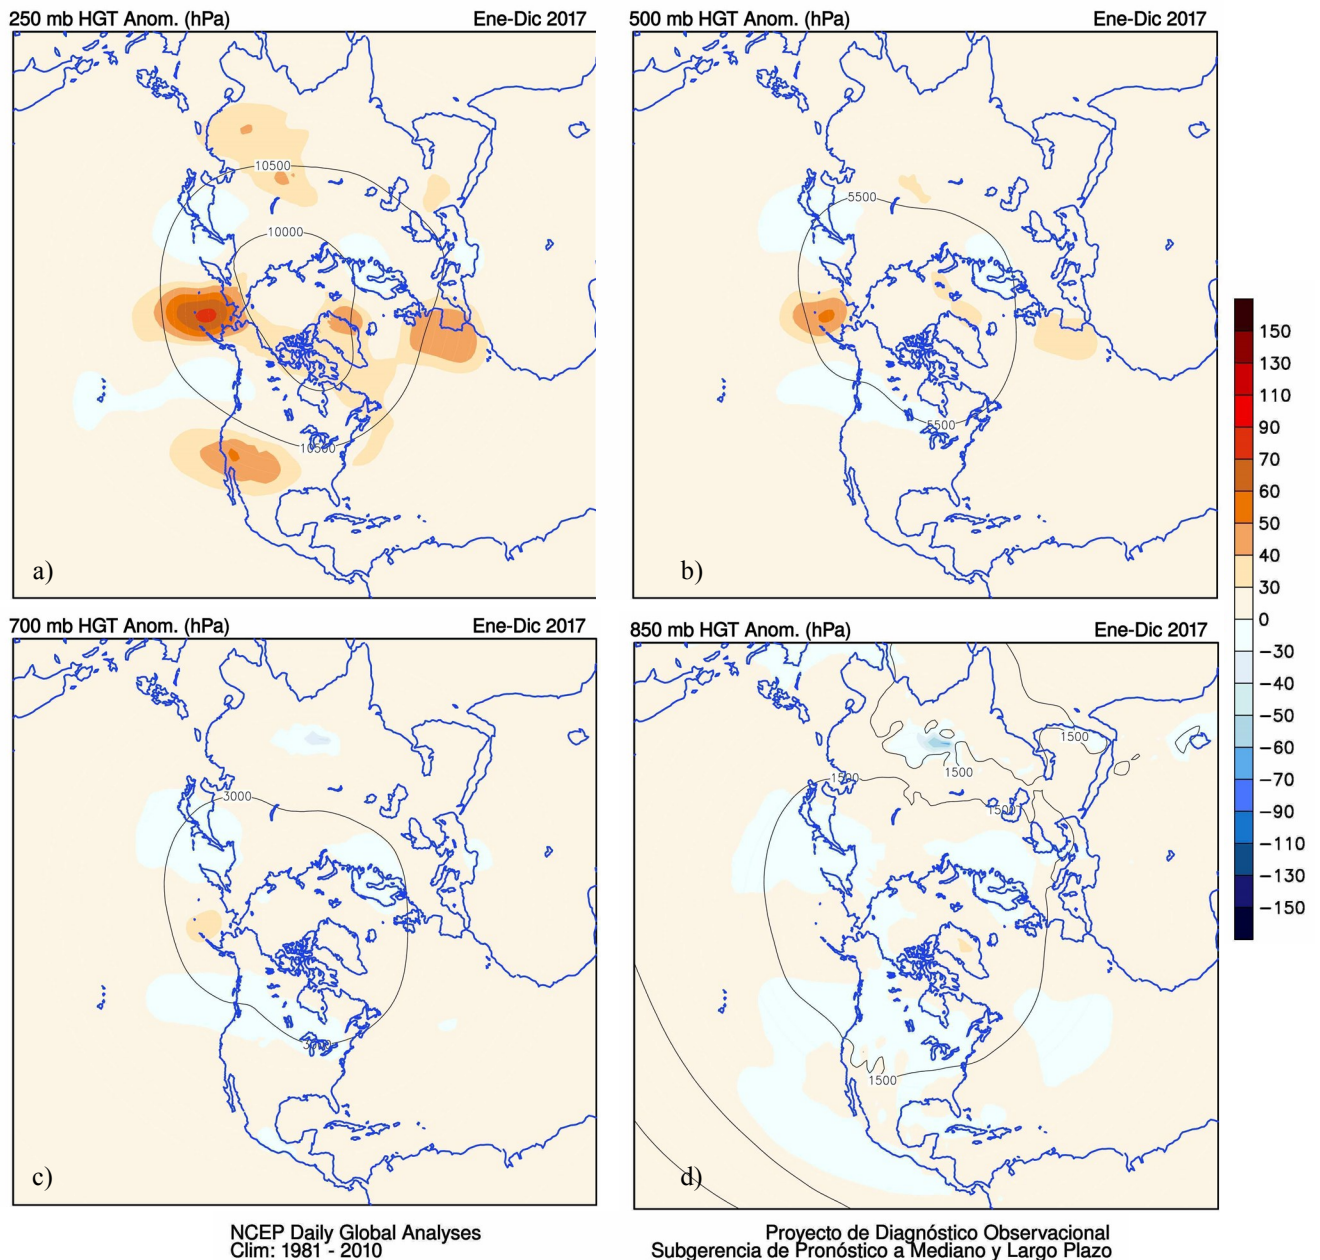 250 mb HGT Anom. (hPa) Ene-Dic 2017
500 mb HGT Anom. (hPa) Ene-Dic 2017
10500
10000
10500
a)
5500
5500
b)
700 mb HGT Anom. (hPa) Ene-Dic 2017
850 mb HGT Anom. (hPa) Ene-Dic 2017
3000
3000
c)
1500
1500
1500
1500
1500
d)
150
130
110
90
70
60
50
40
30
0
−30
−40
−50
−60
−70
−90
−110
−130
−150
NCEP Daily Global Analyses
Clim: 1981 - 2010
Proyecto de Diagnóstico Observacional
Subgerencia de Pronóstico a Mediano y Largo Plazo